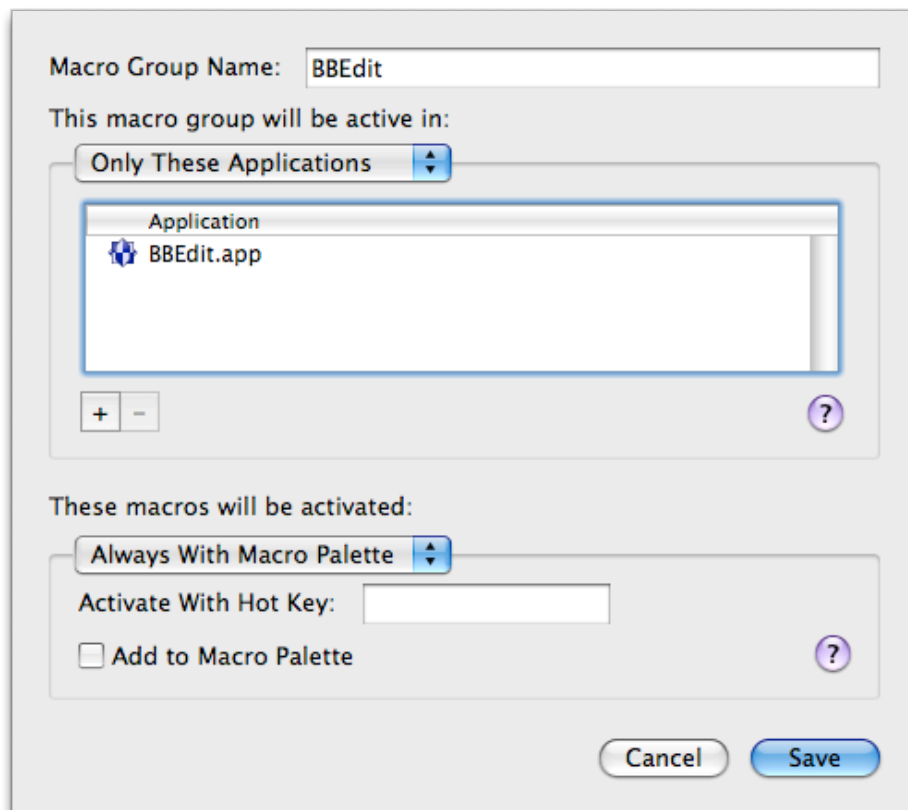 Macro Group Name: BBEdit
This macro group will be active in:
Only These Applications
Application
BBEdit.app
+ −
?
These macros will be activated:
Always With Macro Palette
Activate With Hot Key:
Add to Macro Palette
?
Cancel Save